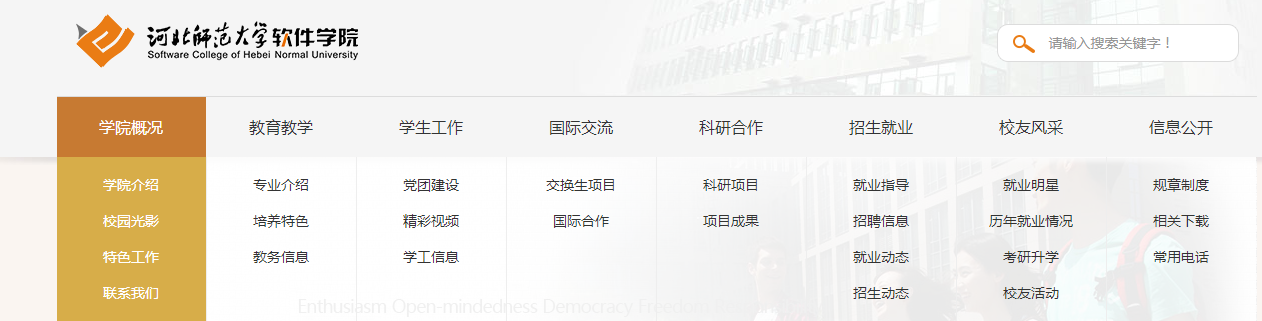 河北师范大学软件学院
Software College of Hebei Normal University
请输入搜索关键字！
学院概况 教育教学 学生工作 国际交流 科研合作 招生就业 校友风采 信息公开
学院介绍 专业介绍 党团建设 交换生项目 科研项目 就业指导 就业明星 规章制度
校园光影 培养特色 精彩视频 国际合作 项目成果 招聘信息 历年就业情况 相关下载
特色工作 教务信息 学工信息 就业动态 考研升学 常用电话
联系我们 招生动态 校友活动
Enthusiasm Open-mindedness Democracy Freedom